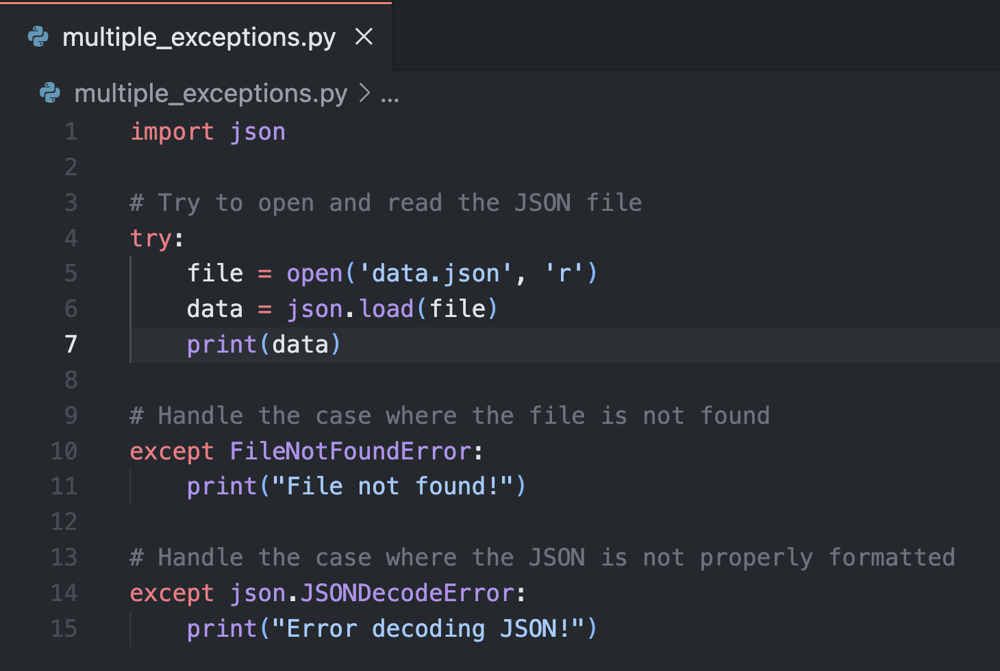 multiple_exceptions.py ×
multiple_exceptions.py > ...
1 import json
2
3 # Try to open and read the JSON file
4 try:
5     file = open('data.json', 'r')
6     data = json.load(file)
7     print(data)
8
9 # Handle the case where the file is not found
10 except FileNotFoundError:
11     print("File not found!")
12
13 # Handle the case where the JSON is not properly formatted
14 except json.JSONDecodeError:
15     print("Error decoding JSON!")